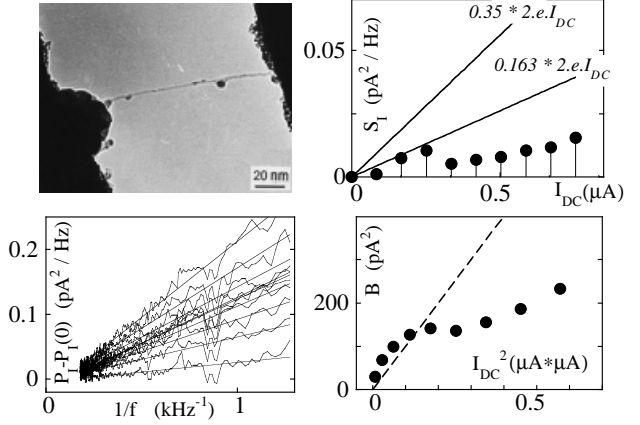 20 nm
0.05
0
S_I (pA² / Hz)
0.35 * 2.e.I_DC
0.163 * 2.e.I_DC
0.5
I_DC(μA)
0.2
0.1
0
P_I-P_I(0) (pA² / Hz)
0
1
1/f (kHz⁻¹)
200
0
B (pA²)
I_DC² (μA*μA)
0
0.5